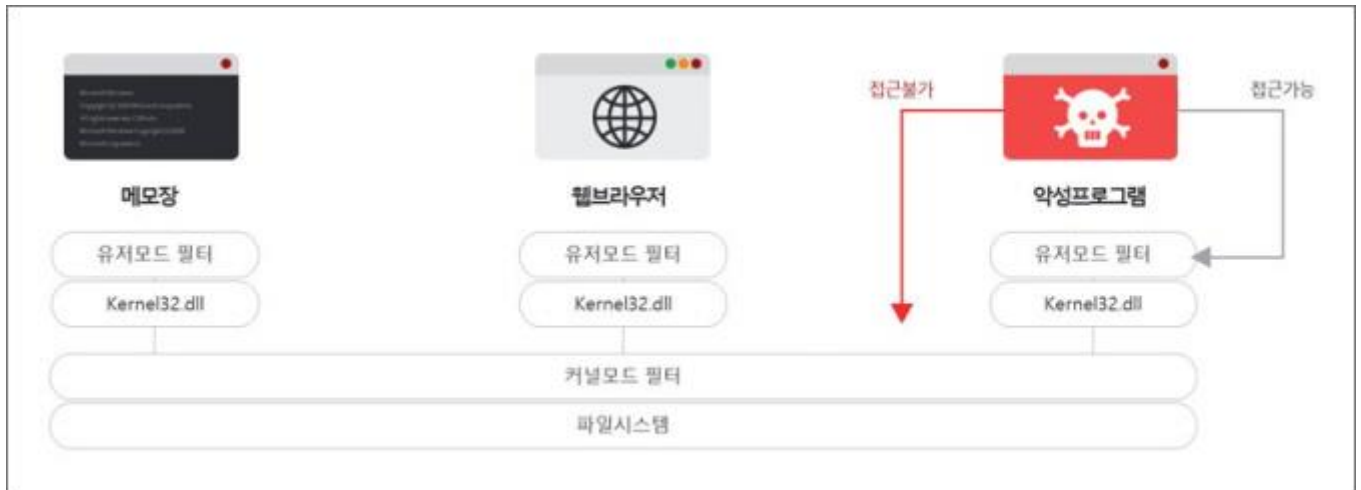 접근불가
접근가능
메모장
웹브라우저
악성프로그램
유저모드 필터
유저모드 필터
유저모드 필터
Kernel32.dll
Kernel32.dll
Kernel32.dll
커널모드 필터
파일시스템